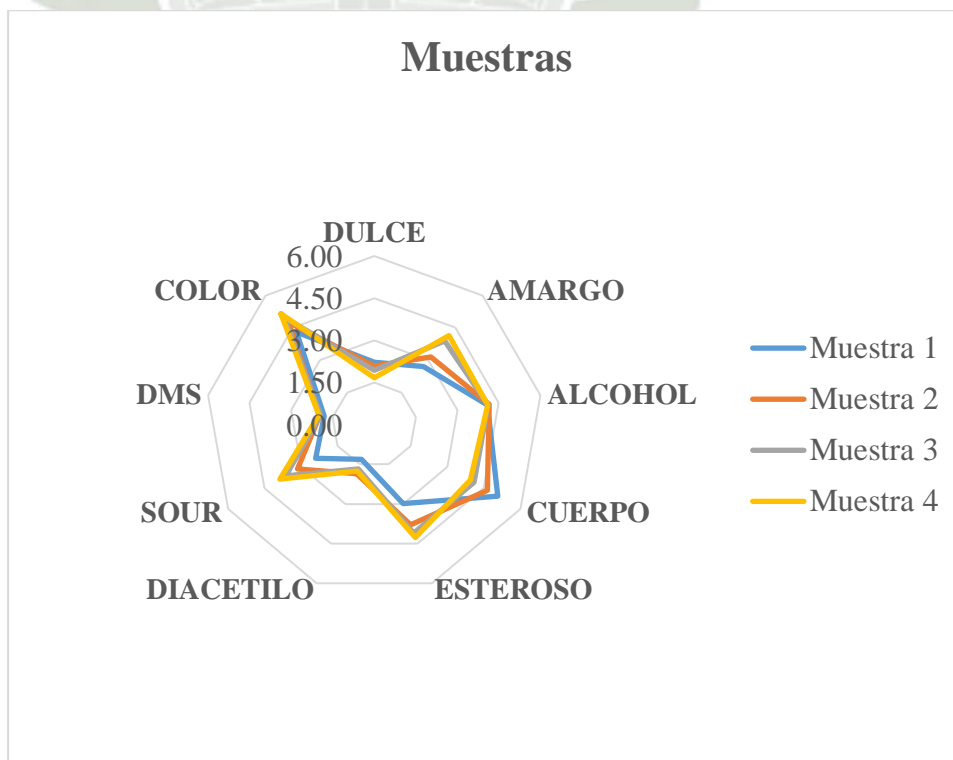 Muestras
DULCE
6.00
COLOR
AMARGO
4.50
3.00
Muestra 1
DMS
1.50
ALCOHOL
Muestra 2
0.00
Muestra 3
SOUR
CUERPO
Muestra 4
DIACETILO
ESTEROSO